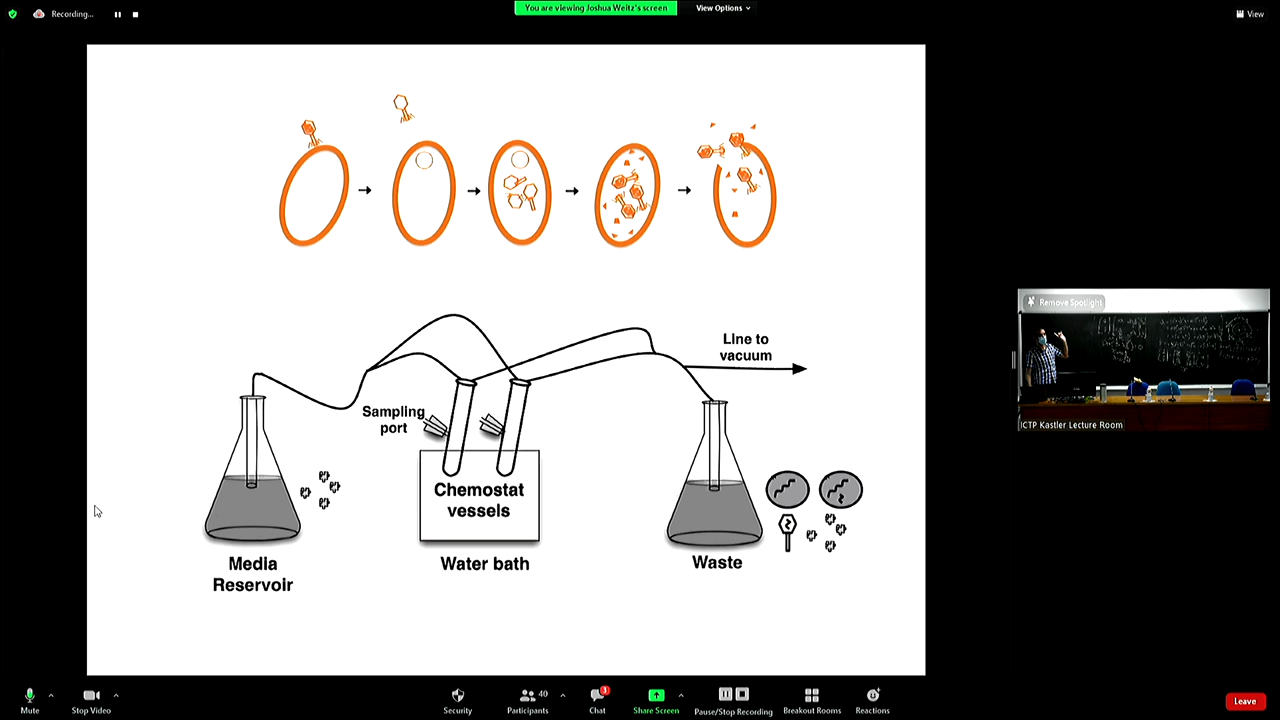 Recording...
You are viewing Joshua Weitz's screen
View Options
View
Line to
vacuum
Remove Spotlight
Sampling
port
ICTP Kastler Lecture Room
Chemostat
vessels
Media
Reservoir
Water bath
Waste
40
3
Mute
Stop Video
Security
Participants
Chat
Share Screen
Pause/Stop Recording
Breakout Rooms
Reactions
Leave